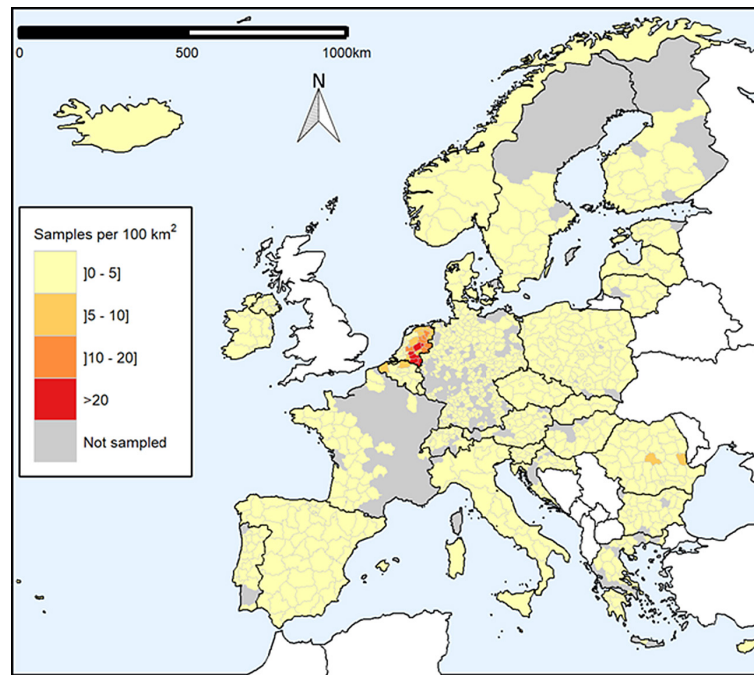 0 500 1000km
N
Samples per 100 km²
]0 - 5]
]5 - 10]
]10 - 20]
>20
Not sampled